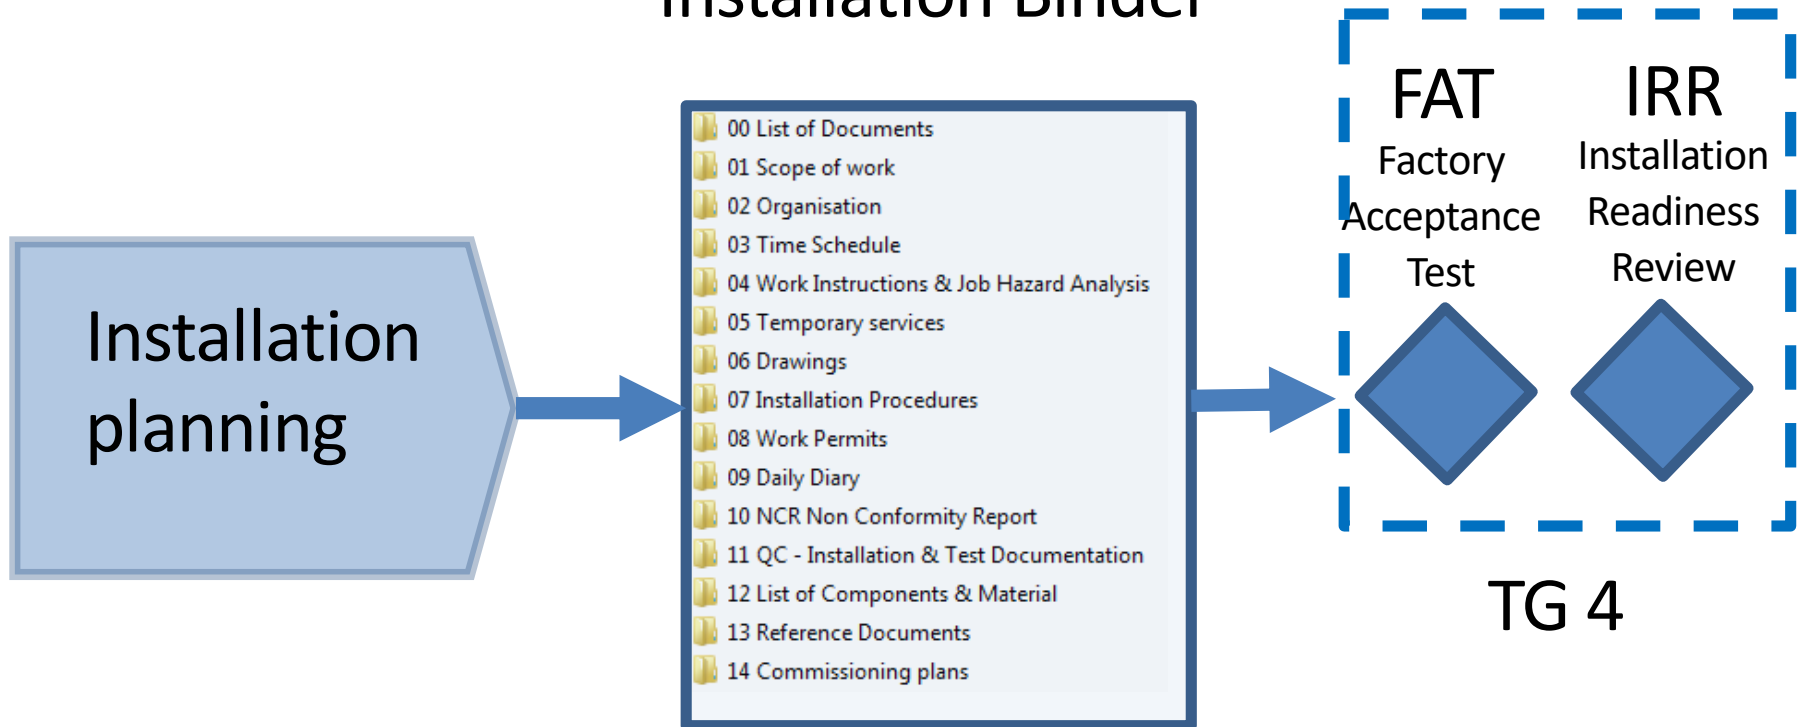 Installation Binder
Installation
planning
00 List of Documents
01 Scope of work
02 Organisation
03 Time Schedule
04 Work Instructions & Job Hazard Analysis
05 Temporary services
06 Drawings
07 Installation Procedures
08 Work Permits
09 Daily Diary
10 NCR Non Conformity Report
11 QC - Installation & Test Documentation
12 List of Components & Material
13 Reference Documents
14 Commissioning plans
FAT
Factory
Acceptance
Test
IRR
Installation
Readiness
Review
TG 4